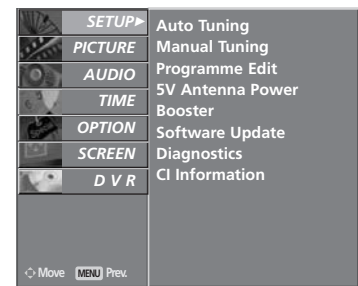 SETUP
PICTURE
AUDIO
TIME
OPTION
SCREEN
D V R
Auto Tuning
Manual Tuning
Programme Edit
5V Antenna Power
Booster
Software Update
Diagnostics
CI Information
Move MENU Prev.